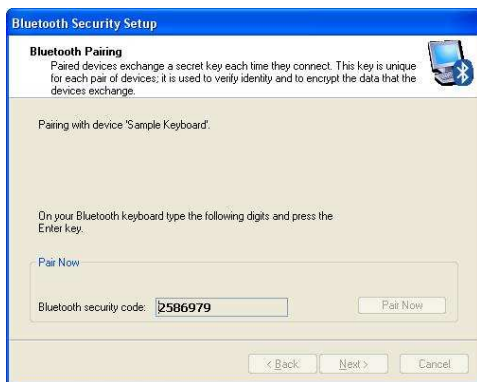 Bluetooth Security Setup
Bluetooth Pairing
Paired devices exchange a secret key each time they connect. This key is unique
for each pair of devices; it is used to verify identity and to encrypt the data that the
devices exchange.
Pairing with device 'Sample Keyboard'.
On your Bluetooth keyboard type the following digits and press the
Enter key.
Pair Now
Bluetooth security code: 2586979 Pair Now
< Back Next > Cancel